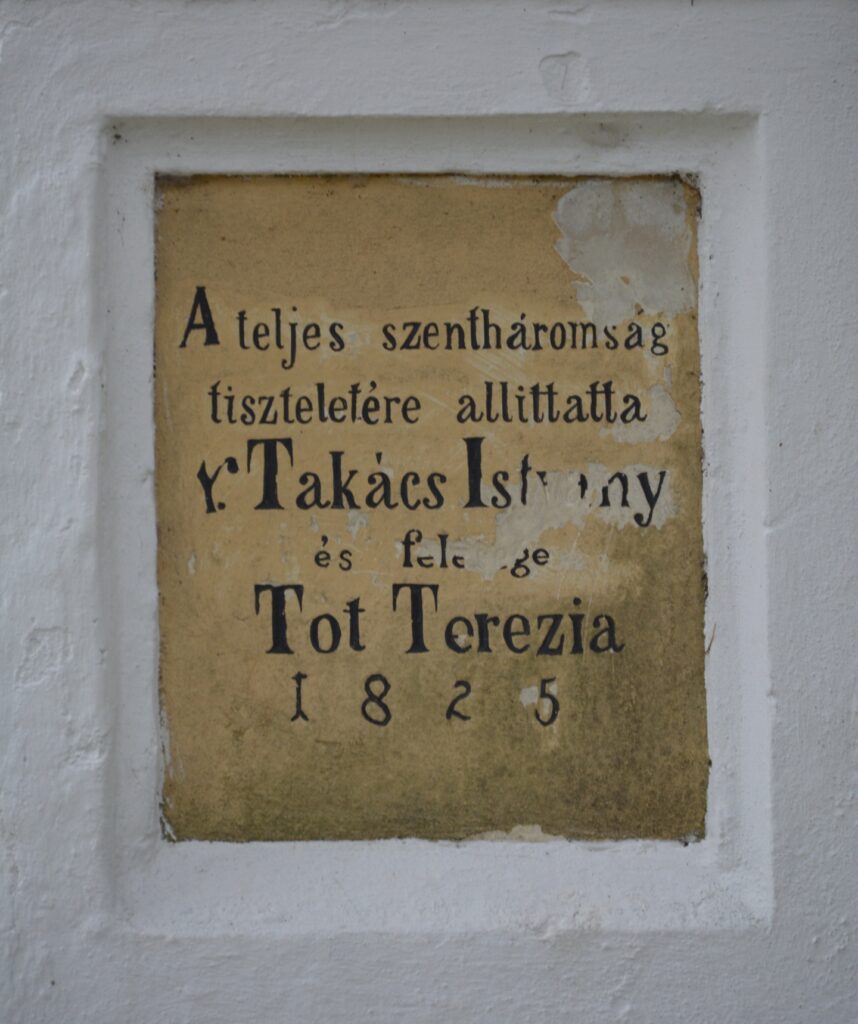 A teljes szentháromság
tiszteletére allittatta
Takács
és
Tot Terezia
1825